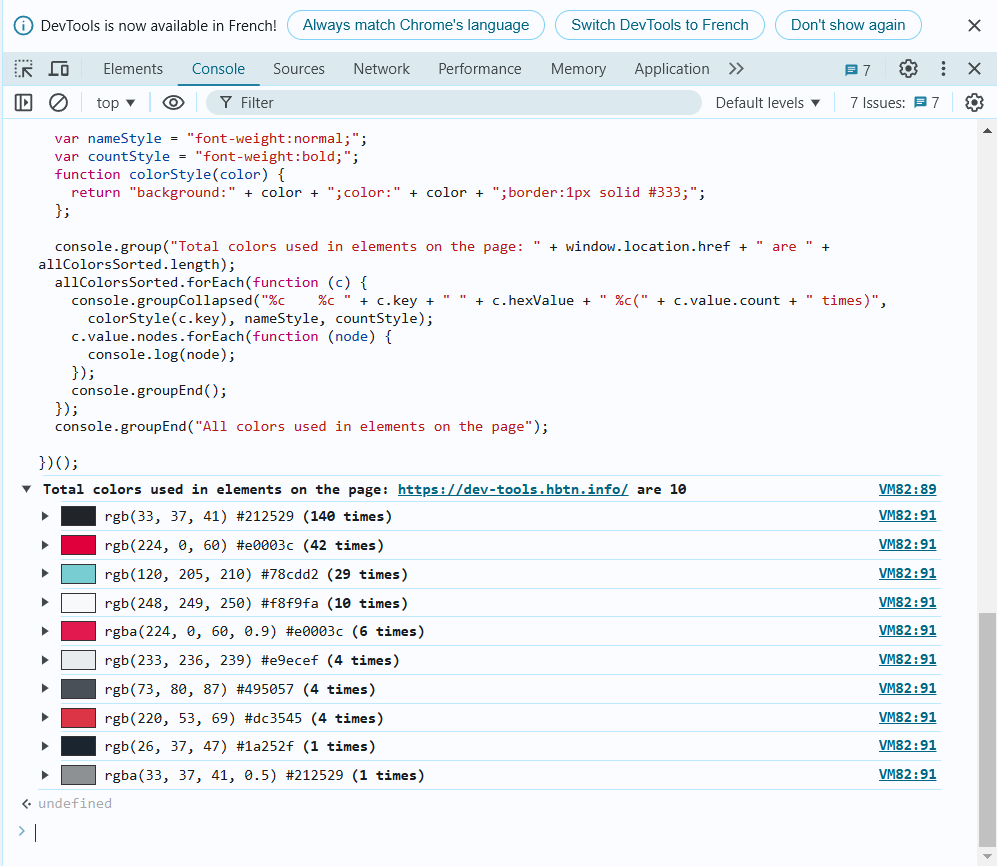 DevTools is now available in French! Always match Chrome's language Switch DevTools to French Don't show again
Elements Console Sources Network Performance Memory Application 7
top Filter Default levels 7 Issues: 7
var nameStyle = "font-weight:normal;";
var countStyle = "font-weight:bold;";
function colorStyle(color) {
return "background:" + color + ";color:" + color + ";border:1px solid #333;";
};
console.group("Total colors used in elements on the page: " + window.location.href + " are " +
allColorsSorted.length);
allColorsSorted.forEach(function (c) {
console.groupCollapsed("%c    %c " + c.key + " " + c.hexValue + " %c(" + c.value.count + " times)",
colorStyle(c.key), nameStyle, countStyle);
c.value.nodes.forEach(function (node) {
console.log(node);
});
console.groupEnd();
});
console.groupEnd("All colors used in elements on the page");
})();
Total colors used in elements on the page: https://dev-tools.hbtn.info/ are 10 VM82:89
rgb(33, 37, 41) #212529 (140 times) VM82:91
rgb(224, 0, 60) #e0003c (42 times) VM82:91
rgb(120, 205, 210) #78cdd2 (29 times) VM82:91
rgb(248, 249, 250) #f8f9fa (10 times) VM82:91
rgba(224, 0, 60, 0.9) #e0003c (6 times) VM82:91
rgb(233, 236, 239) #e9ecef (4 times) VM82:91
rgb(73, 80, 87) #495057 (4 times) VM82:91
rgb(220, 53, 69) #dc3545 (4 times) VM82:91
rgb(26, 37, 47) #1a252f (1 times) VM82:91
rgba(33, 37, 41, 0.5) #212529 (1 times) VM82:91
undefined